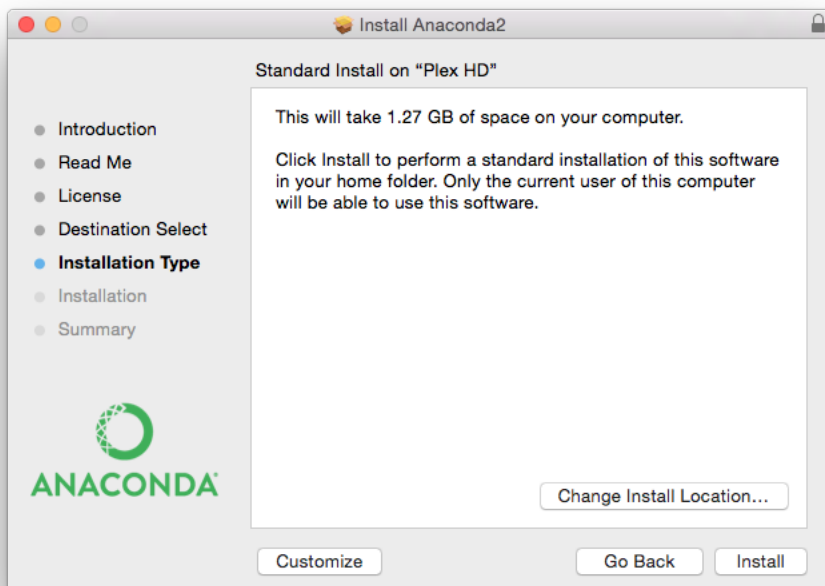 Install Anaconda2
Standard Install on “Plex HD”
Introduction
Read Me
License
Destination Select
Installation Type
Installation
Summary
This will take 1.27 GB of space on your computer.
Click Install to perform a standard installation of this software
in your home folder. Only the current user of this computer
will be able to use this software.
ANACONDA
Change Install Location...
Customize
Go Back
Install